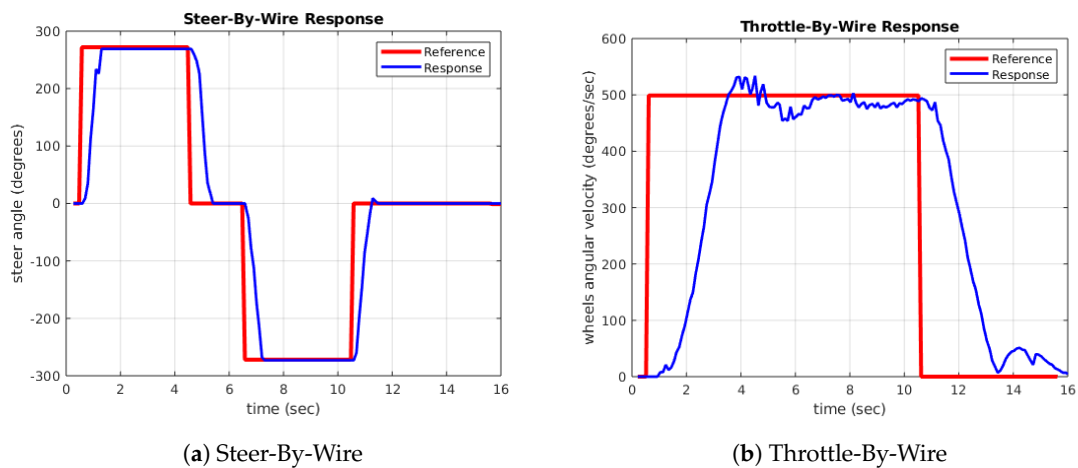 Steer-By-Wire Response
300
200
100
0
-100
-200
-300
steer angle (degrees)
Reference
Response
0 2 4 6 8 10 12 14 16
time (sec)
(a) Steer-By-Wire
Throttle-By-Wire Response
600
500
400
300
200
100
0
wheels angular velocity (degrees/sec)
Reference
Response
0 2 4 6 8 10 12 14 16
time (sec)
(b) Throttle-By-Wire